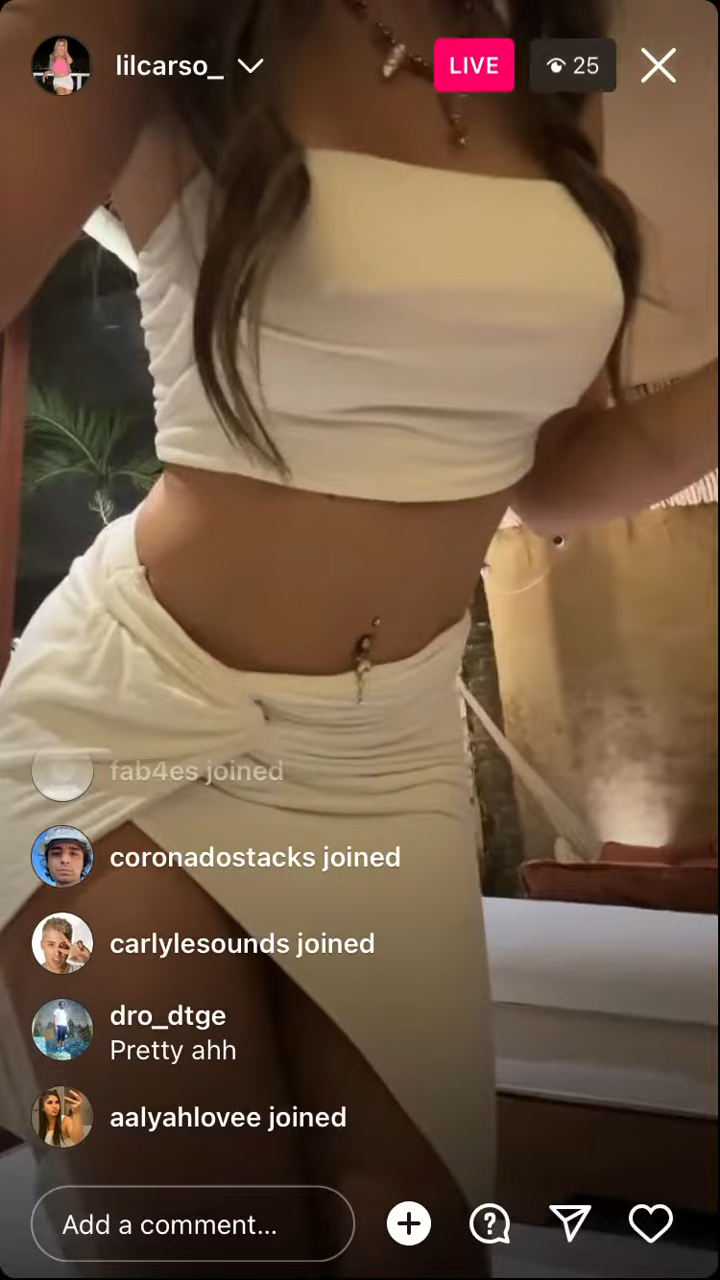 lilcarso_
LIVE
25
fab4es joined
coronadostacks joined
carlylesounds joined
dro_dtge
Pretty ahh
aalyahlovee joined
Add a comment...